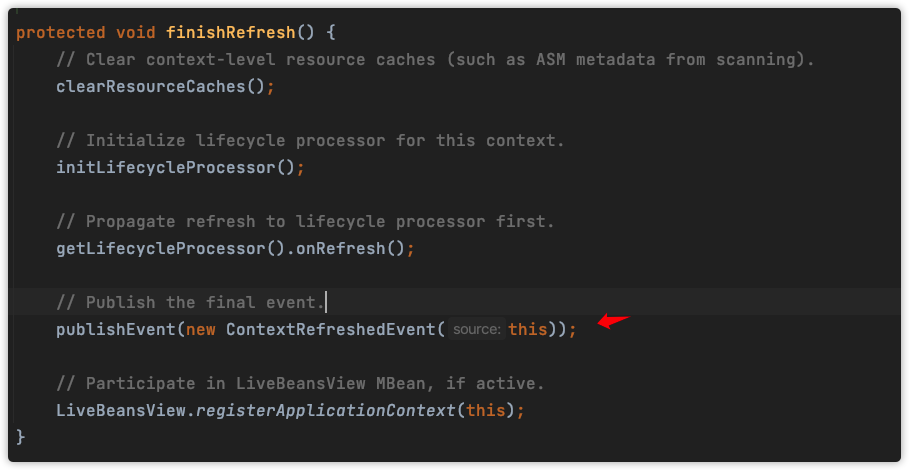 protected void finishRefresh() {
// Clear context-level resource caches (such as ASM metadata from scanning).
clearResourceCaches();
// Initialize lifecycle processor for this context.
initLifecycleProcessor();
// Propagate refresh to lifecycle processor first.
getLifecycleProcessor().onRefresh();
// Publish the final event.
publishEvent(new ContextRefreshedEvent( source: this));
// Participate in LiveBeansView MBean, if active.
LiveBeansView.registerApplicationContext(this);
}